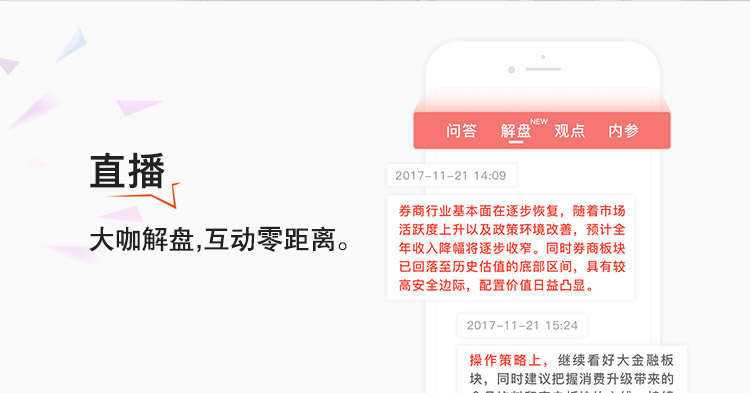 直播
大咖解盘,互动零距离。
问答 解盘 NEW 观点 内参
2017-11-21 14:09
券商行业基本面在逐步恢复，随着市场
活跃度上升以及政策环境改善，预计全
年收入降幅将逐步收窄。同时券商板块
已回落至历史估值的底部区间，具有较
高安全边际，配置价值日益凸显。
2017-11-21 15:24
操作策略上，继续看好大金融板
块，同时建议把握消费升级带来的